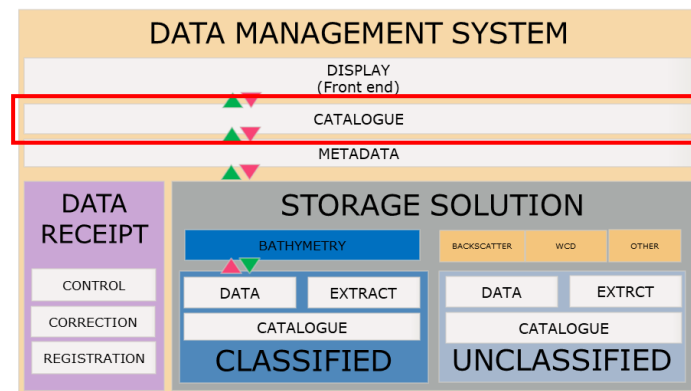 DATA MANAGEMENT SYSTEM
DISPLAY
(Front end)
CATALOGUE
METADATA
DATA
RECEIPT
CONTROL
CORRECTION
REGISTRATION
STORAGE SOLUTION
BATHYMETRY
BACKSCATTER WCD OTHER
DATA EXTRACT
CATALOGUE
CLASSIFIED
DATA EXTRCT
CATALOGUE
UNCLASSIFIED